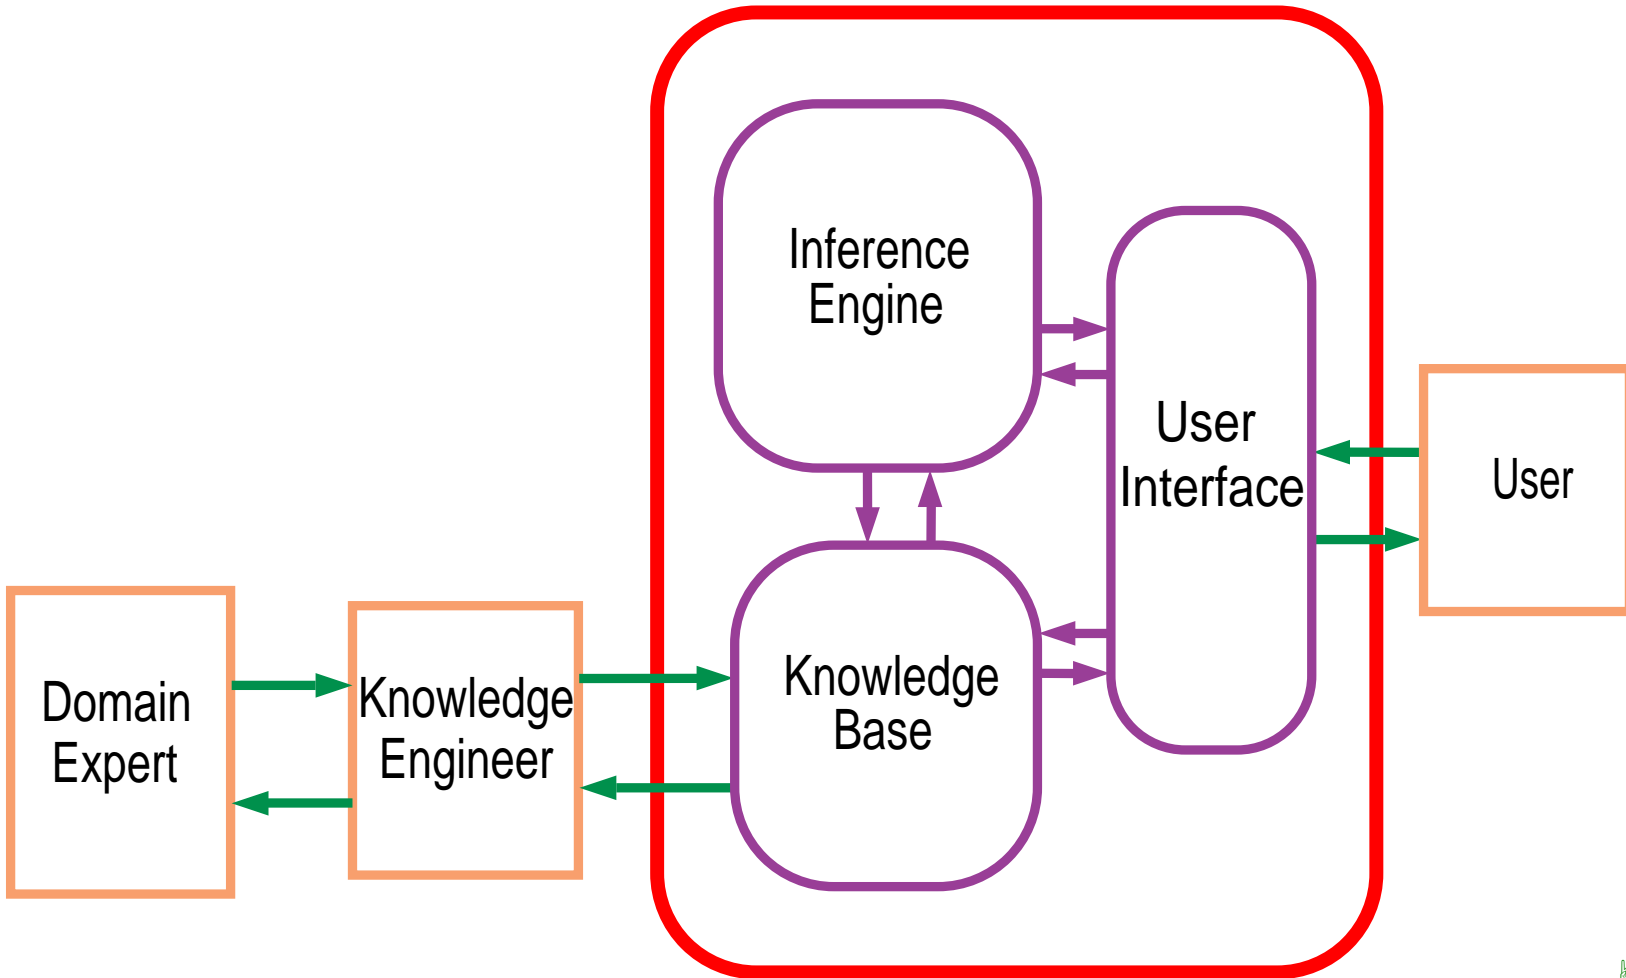 Inference
Engine
User
Interface
User
Knowledge
Base
Domain
Expert
Knowledge
Engineer